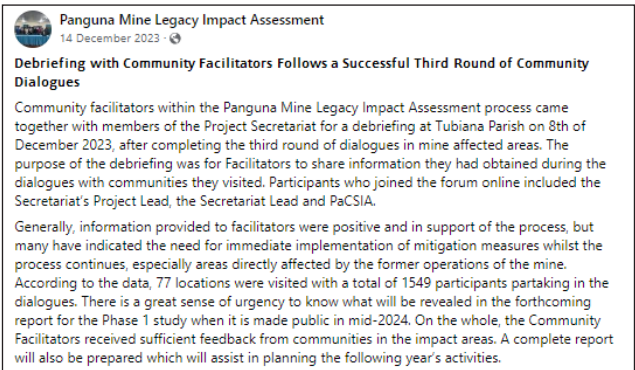 Panguna Mine Legacy Impact Assessment
14 December 2023 ·
Debriefing with Community Facilitators Follows a Successful Third Round of Community
Dialogues
Community facilitators within the Panguna Mine Legacy Impact Assessment process came
together with members of the Project Secretariat for a debriefing at Tubiana Parish on 8th of
December 2023, after completing the third round of dialogues in mine affected areas. The
purpose of the debriefing was for Facilitators to share information they had obtained during the
dialogues with communities they visited. Participants who joined the forum online included the
Secretariat's Project Lead, the Secretariat Lead and PaCSIA.
Generally, information provided to facilitators were positive and in support of the process, but
many have indicated the need for immediate implementation of mitigation measures whilst the
process continues, especially areas directly affected by the former operations of the mine.
According to the data, 77 locations were visited with a total of 1549 participants partaking in the
dialogues. There is a great sense of urgency to know what will be revealed in the forthcoming
report for the Phase 1 study when it is made public in mid-2024. On the whole, the Community
Facilitators received sufficient feedback from communities in the impact areas. A complete report
will also be prepared which will assist in planning the following year's activities.